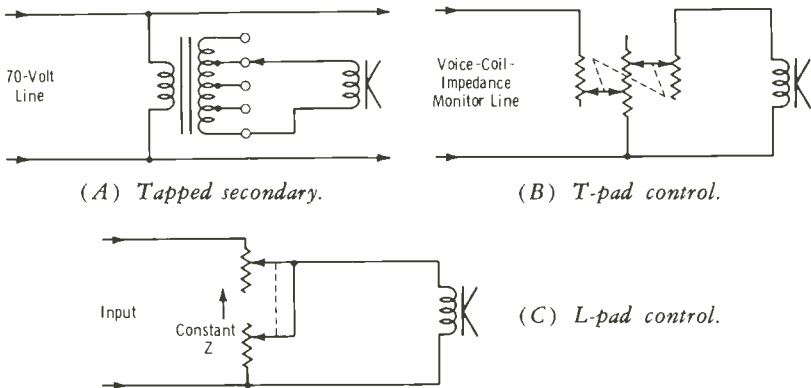 70-Volt
Line
(A) Tapped secondary.
Voice-Coil-
Impedance
Monitor Line
(B) T-pad control.
Input
Constant
Z
(C) L-pad control.